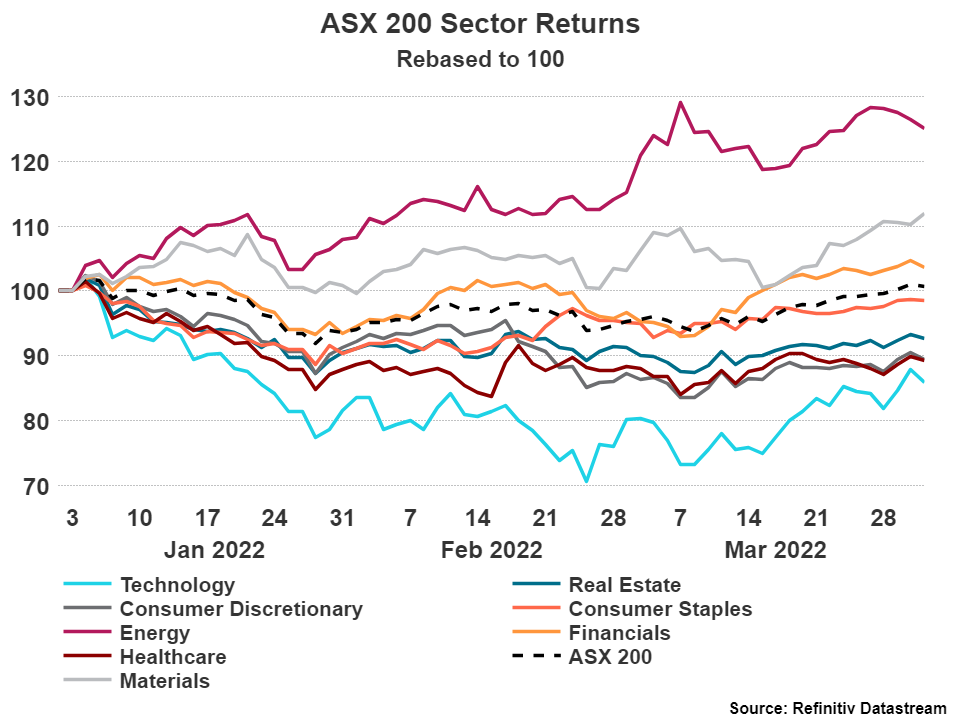 ASX 200 Sector Returns
Rebased to 100
130
120
110
100
90
80
70
3 10 17 24 31 7 14 21 28 7 14 21 28
Jan 2022 Feb 2022 Mar 2022
Technology Real Estate
Consumer Discretionary Consumer Staples
Energy Financials
Healthcare ASX 200
Materials
Source: Refinitiv Datastream